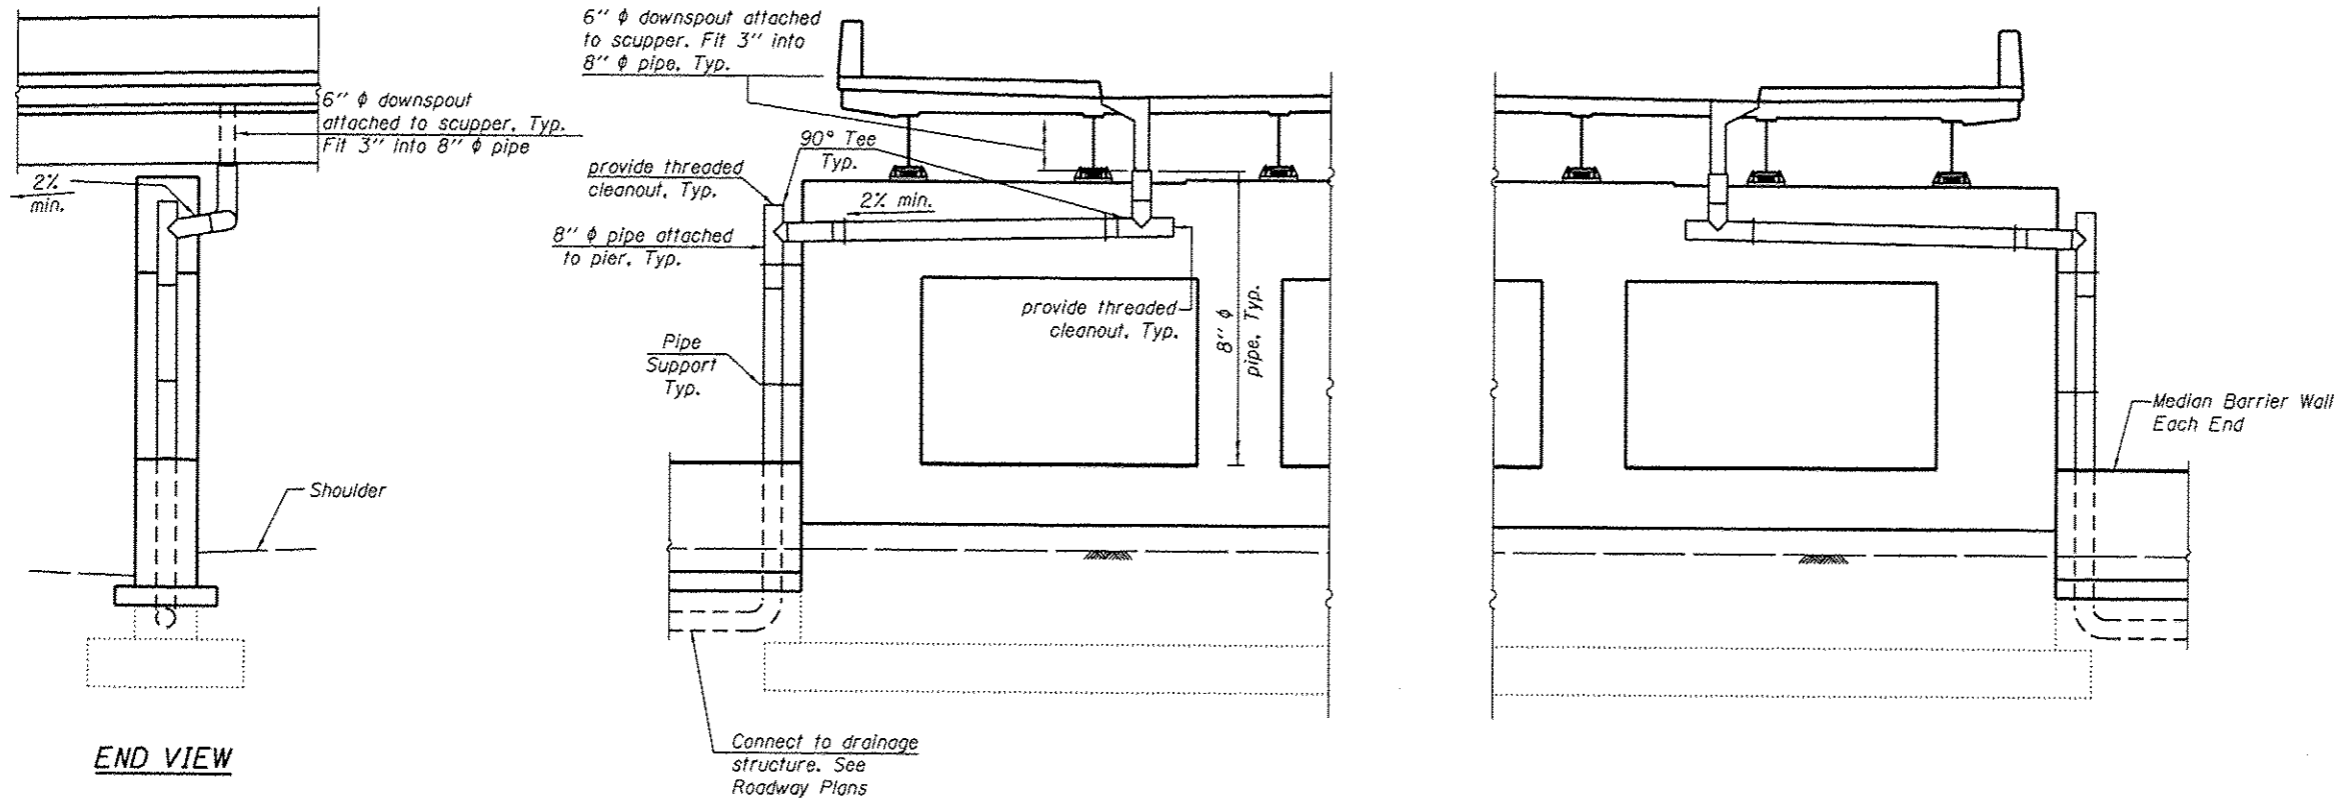 6'' ϕ downspout
attached to scupper. Typ.
Fit 3'' into 8'' ϕ pipe
2%
min.
Shoulder
END VIEW
6'' ϕ downspout attached
to scupper. Fit 3'' into
8'' ϕ pipe. Typ.
90° Tee
Typ.
provide threaded
cleanout. Typ.
2% min.
8'' ϕ pipe attached
to pier. Typ.
provide threaded
cleanout. Typ.
8'' ϕ
pipe. Typ.
Pipe
Support
Typ.
Connect to drainage
structure. See
Roadway Plans
Median Barrier Wall
Each End